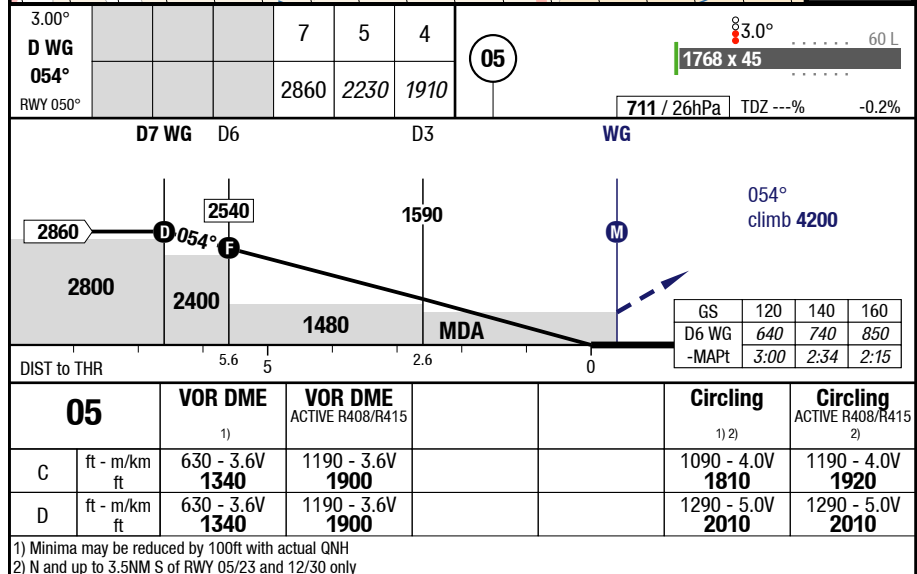 3.00°
D WG
054°
RWY 050°
7 5 4
2860 2230 1910
05
3.0°
60 L
1768 x 45
711 / 26hPa TDZ ---% -0.2%
D7 WG D6 D3 WG
054°
climb 4200
2860 D 054° F 2540 1590 M
2800
2400
1480
MDA
GS 120 140 160
D6 WG 640 740 850
-MAPt 3:00 2:34 2:15
DIST to THR 5.6 5 2.6 0
05
VOR DME
1)
VOR DME
ACTIVE R408/R415
Circling
1) 2)
Circling
ACTIVE R408/R415
2)
C ft - m/km 630 - 3.6V 1190 - 3.6V 1090 - 4.0V 1190 - 4.0V
ft 1340 1900 1810 1920
D ft - m/km 630 - 3.6V 1190 - 3.6V 1290 - 5.0V 1290 - 5.0V
ft 1340 1900 2010 2010
1) Minima may be reduced by 100ft with actual QNH
2) N and up to 3.5NM S of RWY 05/23 and 12/30 only